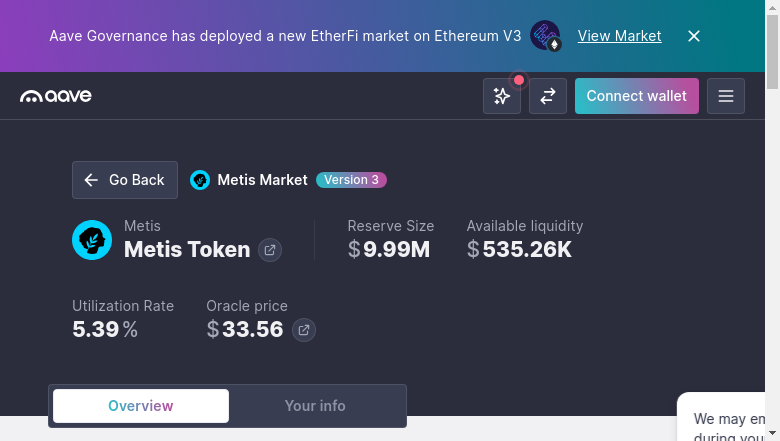 Aave Governance has deployed a new EtherFi market on Ethereum V3 View Market
aave Connect wallet
Go Back Metis Market Version 3
Metis Reserve Size Available liquidity
Metis Token $9.99M $535.26K
Utilization Rate Oracle price
5.39% $33.56
Overview Your info
We may em
during you